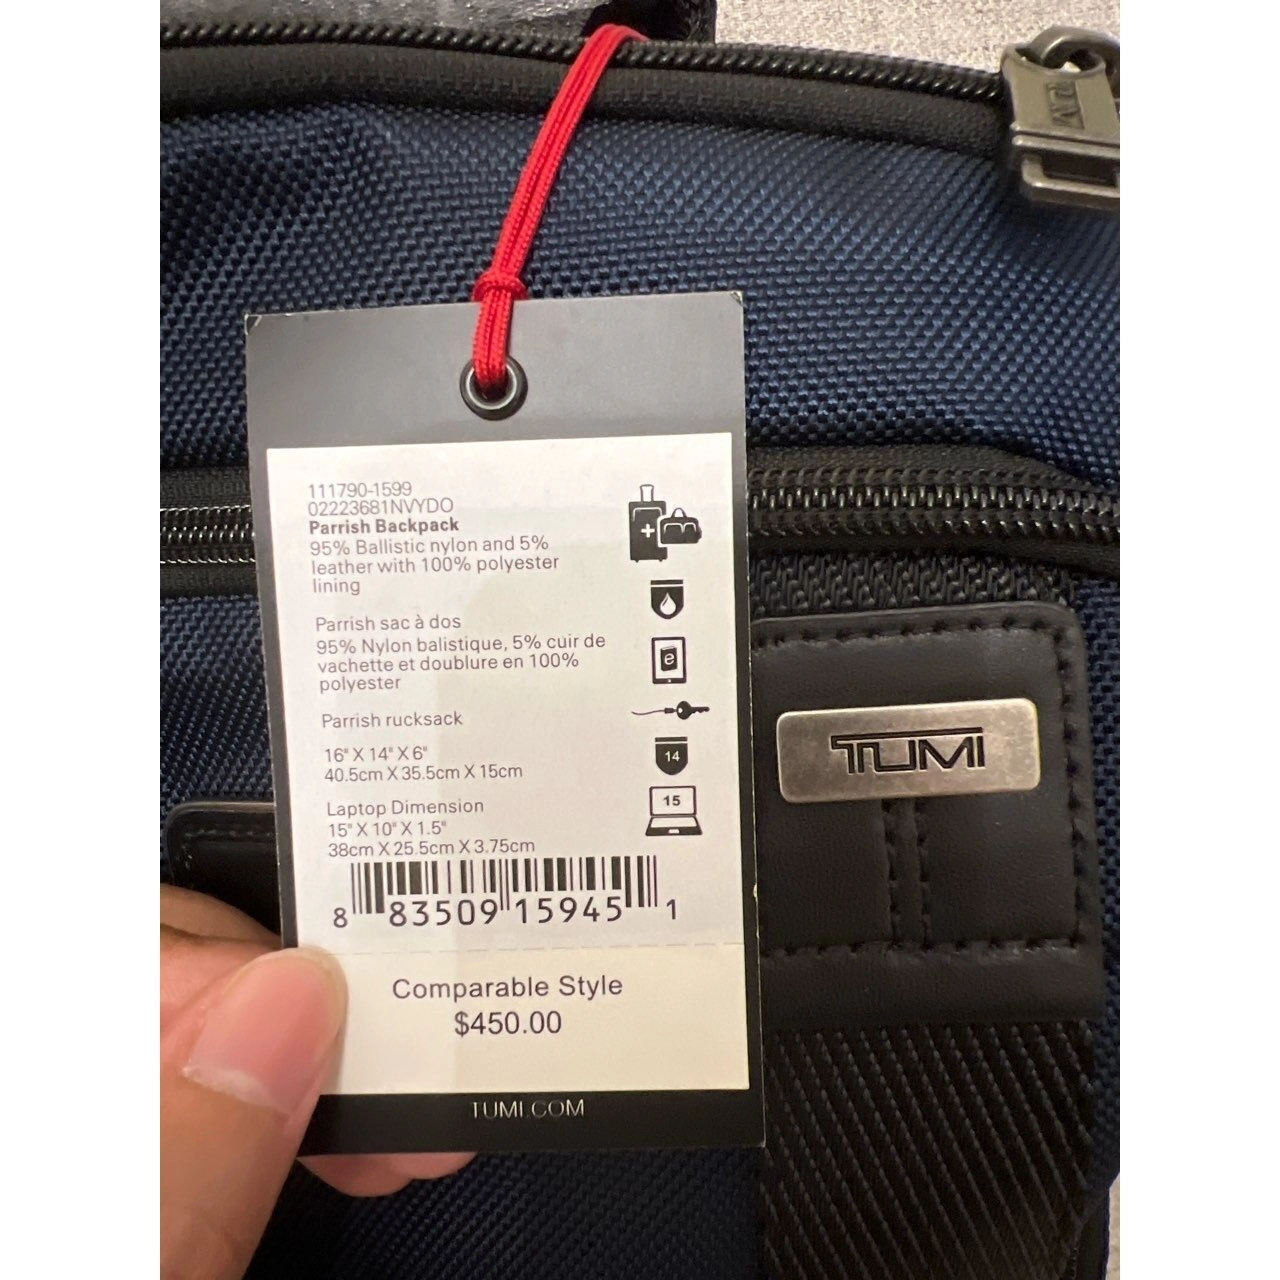 111790-1599
02223681NVYDO
Parrish Backpack
95% Ballistic nylon and 5%
leather with 100% polyester
lining
Parrish sac à dos
95% Nylon balistique, 5% cuir de
vachette et doublure en 100%
polyester
Parrish rucksack
16" X 14" X 6"
40.5cm X 35.5cm X 15cm
Laptop Dimension
15" X 10" X 1.5"
38cm X 25.5cm X 3.75cm
e
14
15
8 83509 15945 1
Comparable Style
$450.00
TUMI.COM
TUMI
TUMI